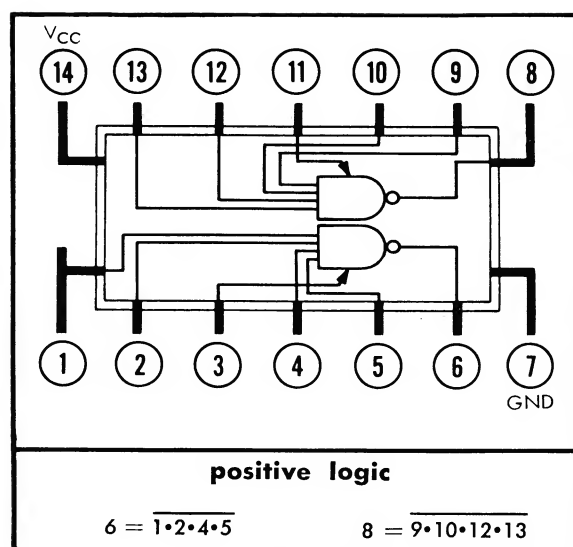 VCC
14 13 12 11 10 9 8
1 2 3 4 5 6 7
GND
positive logic
6 = 1•2•4•5 8 = 9•10•12•13